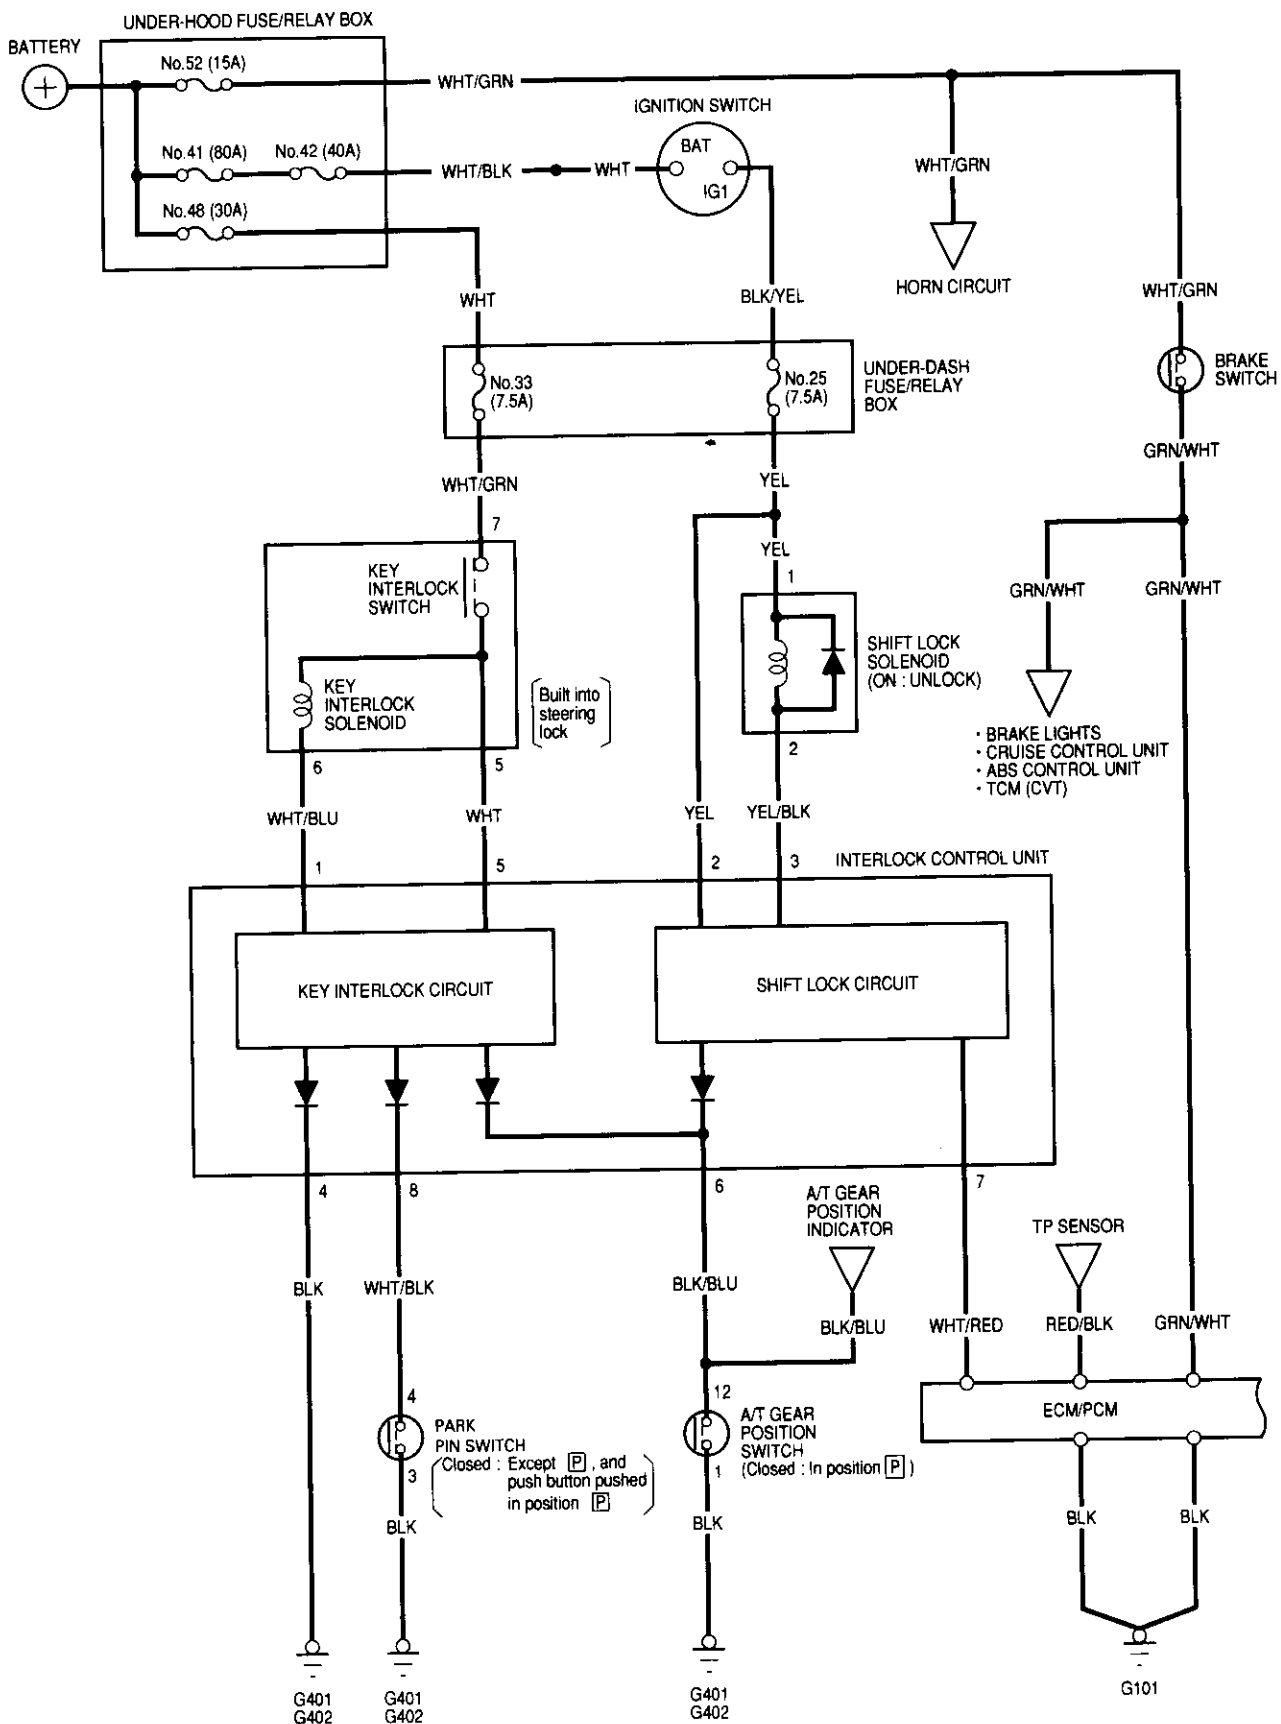 UNDER-HOOD FUSE/RELAY BOX
BATTERY
No.52 (15A)
WHT/GRN
IGNITION SWITCH
No.41 (80A)
No.42 (40A)
WHT/BLK
WHT
BAT
IG1
WHT/GRN
No.48 (30A)
HORN CIRCUIT
WHT
BLK/YEL
WHT/GRN
No.33
(7.5A)
No.25
(7.5A)
UNDER-DASH
FUSE/RELAY
BOX
BRAKE
SWITCH
GRN/WHT
WHT/GRN
YEL
7
YEL
KEY
INTERLOCK
SWITCH
1
GRN/WHT
GRN/WHT
SHIFT LOCK
SOLENOID
(ON : UNLOCK)
KEY
INTERLOCK
SOLENOID
Built into
steering
lock
6
5
2
• BRAKE LIGHTS
• CRUISE CONTROL UNIT
• ABS CONTROL UNIT
• TCM (CVT)
WHT/BLU
WHT
YEL
YEL/BLK
1
5
2
3
INTERLOCK CONTROL UNIT
KEY INTERLOCK CIRCUIT
SHIFT LOCK CIRCUIT
4
8
6
7
A/T GEAR
POSITION
INDICATOR
TP SENSOR
BLK
WHT/BLK
BLK/BLU
BLK/BLU
WHT/RED
RED/BLK
GRN/WHT
4
12
PARK
PIN SWITCH
(Closed : Except P , and
push button pushed
in position P )
3
A/T GEAR
POSITION
SWITCH
(Closed : In position P )
1
ECM/PCM
BLK
BLK
BLK
BLK
G401
G402
G401
G402
G401
G402
G101